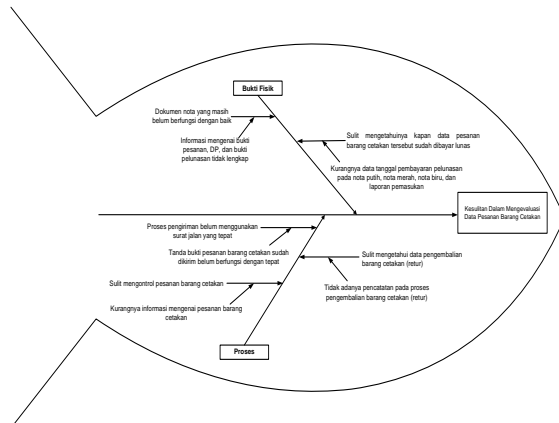 Bukti Fisik
Dokumen nota yang masih
belum berfungsi dengan baik
Informasi mengenai bukti
pesanan, DP, dan bukti
pelunasan tidak lengkap
Sulit mengetahuinya kapan data pesanan
barang cetakan tersebut sudah dibayar lunas
Kurangnya data tanggal pembayaran pelunasan
pada nota putih, nota merah, nota biru, dan
laporan pemasukan
Kesulitan Dalam Mengevaluasi
Data Pesanan Barang Cetakan
Proses pengiriman belum menggunakan
surat jalan yang tepat
Tanda bukti pesanan barang cetakan sudah
dikirim belum berfungsi dengan tepat
Sulit mengetahui data pengembalian
barang cetakan (retur)
Sulit mengontrol pesanan barang cetakan
Tidak adanya pencatatan pada proses
pengembalian barang cetakan (retur)
Kurangnya informasi mengenai pesanan barang
cetakan
Proses